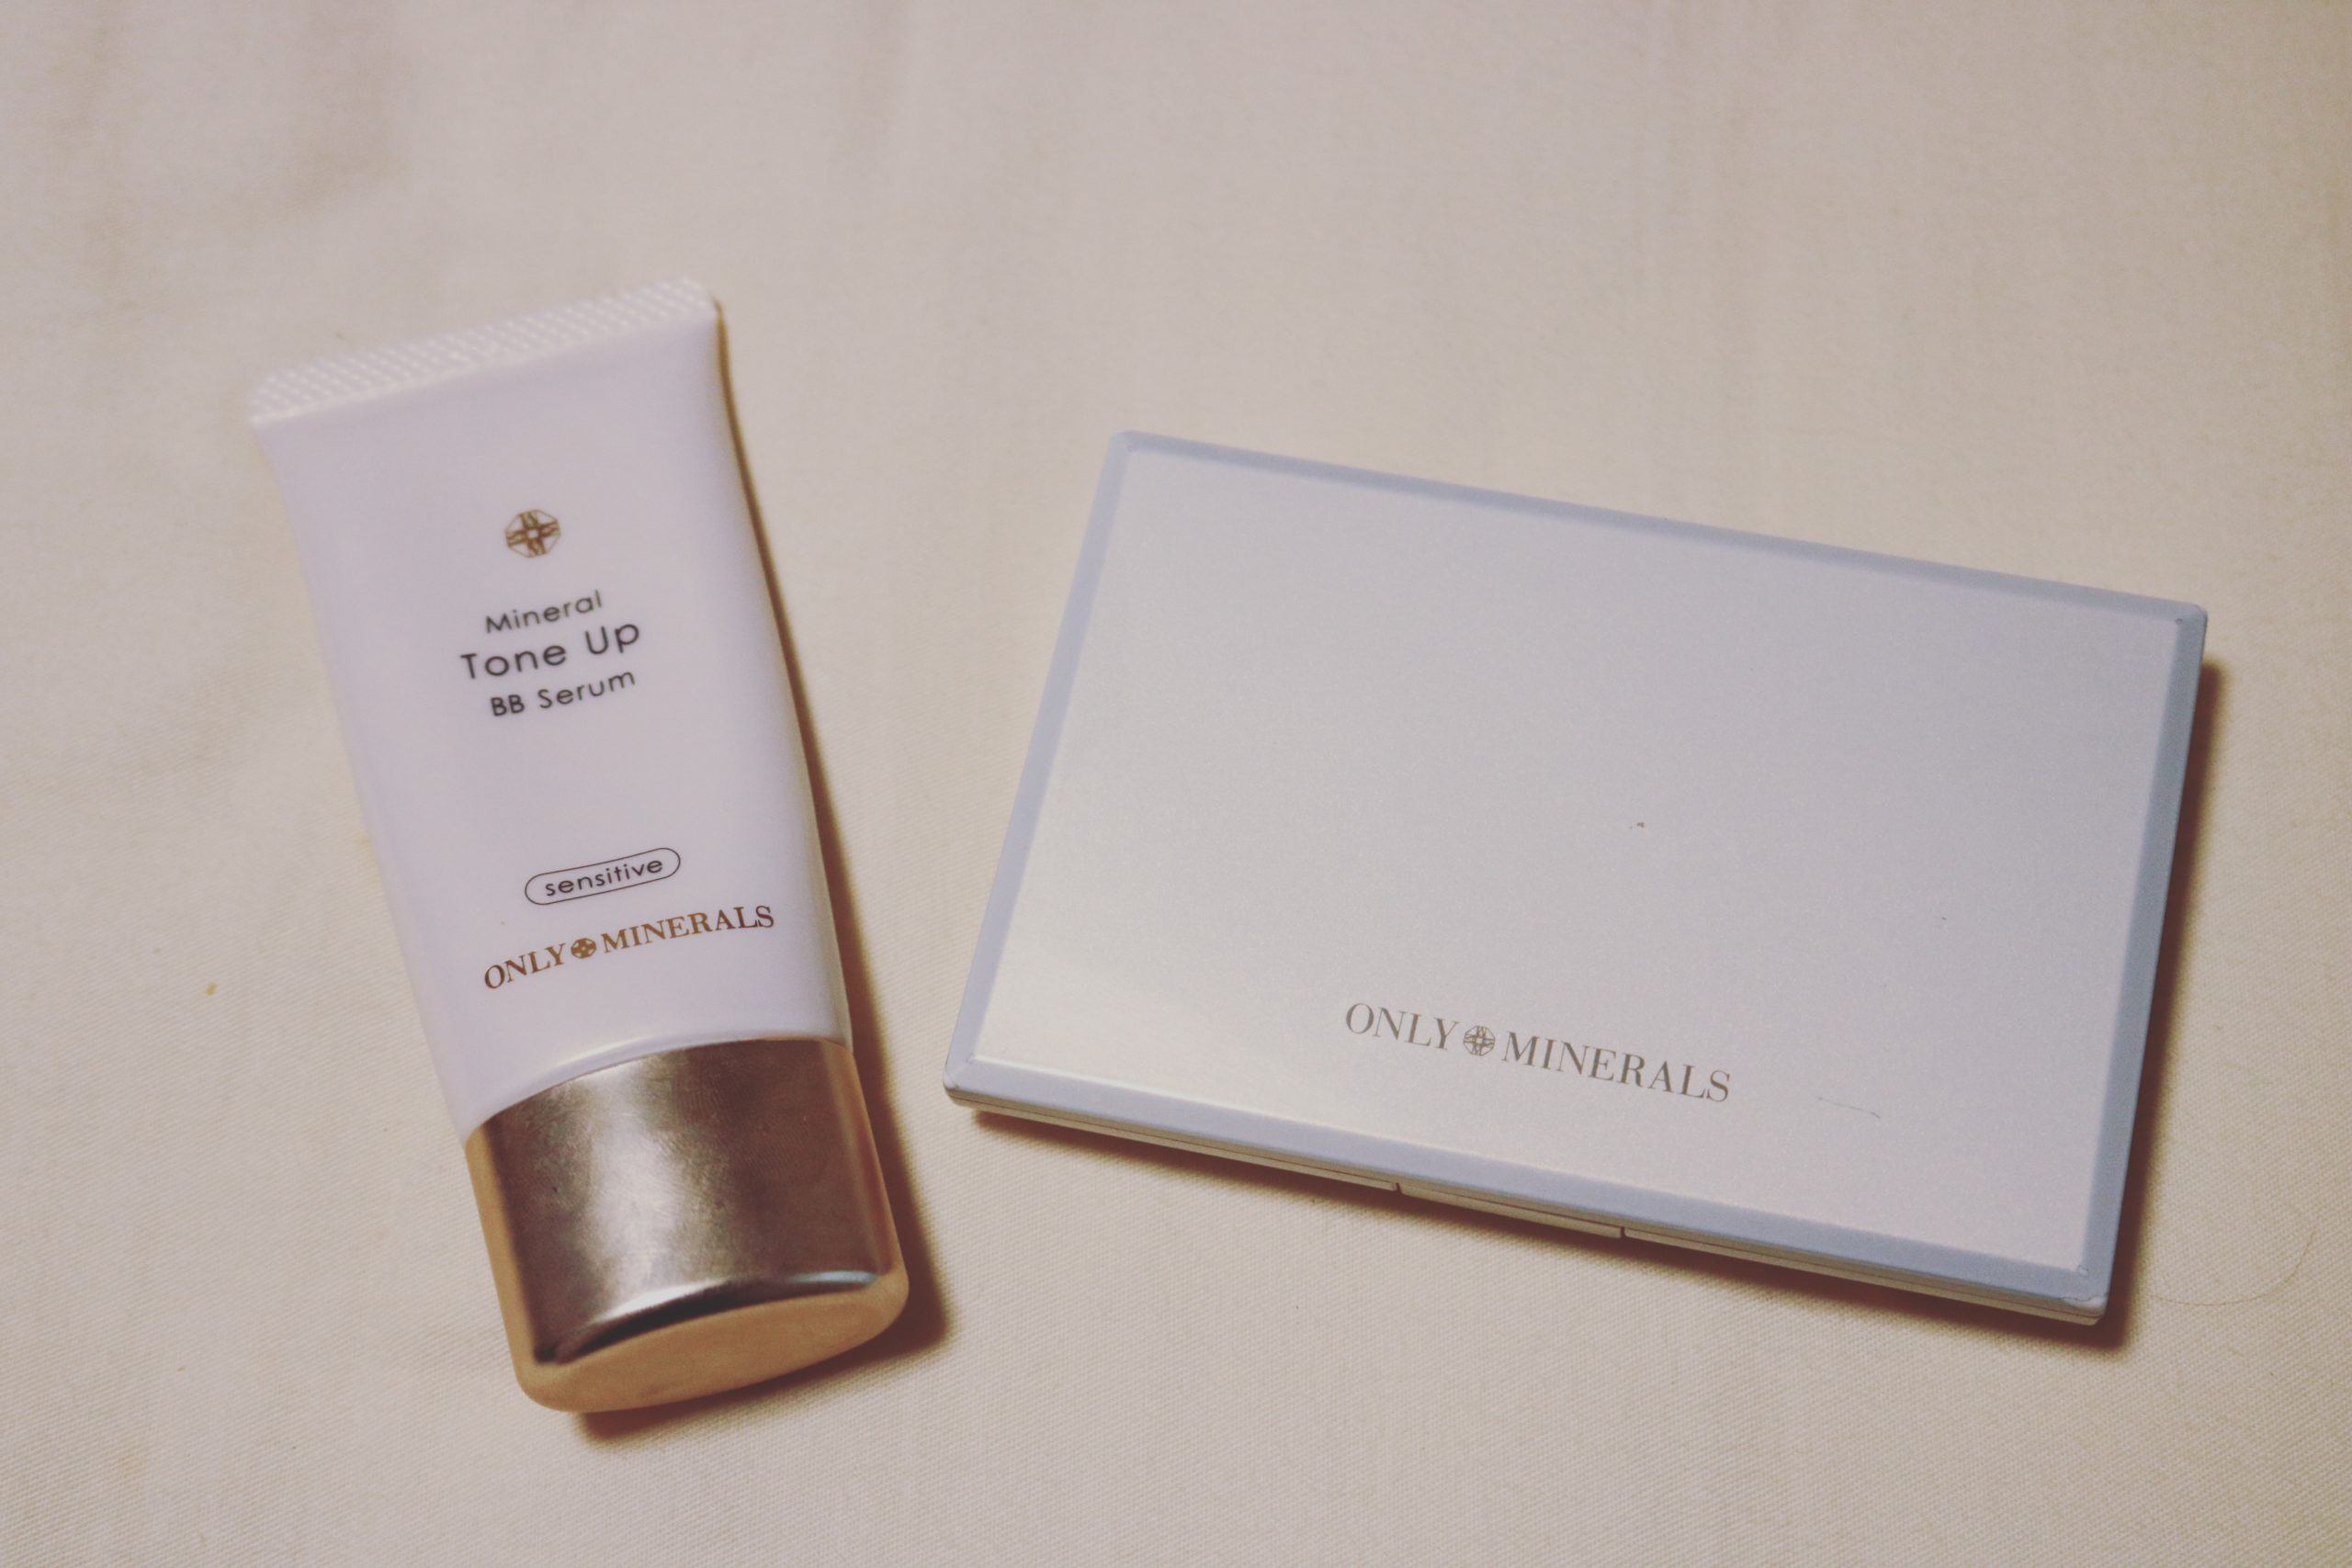 Mineral
Tone Up
BB Serum
sensitive
ONLY MINERALS
ONLY MINERALS